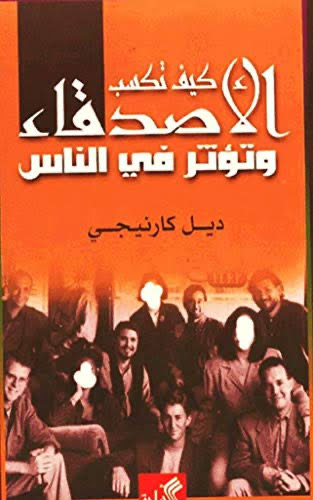 كيف تكسب
الأصدقاء
وتؤثر في الناس
ديل كارنيجي